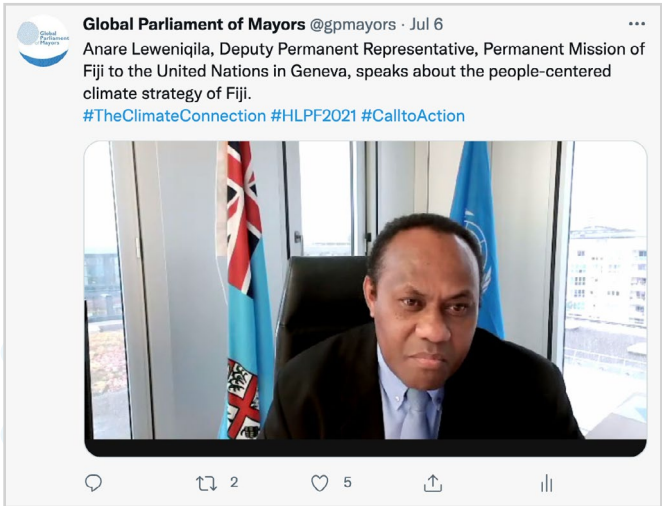 Global Parliament of Mayors
Global Parliament of Mayors @gpmayors · Jul 6
Anare Leweniqila, Deputy Permanent Representative, Permanent Mission of
Fiji to the United Nations in Geneva, speaks about the people-centered
climate strategy of Fiji.
#TheClimateConnection #HLPF2021 #CalltoAction
2
5